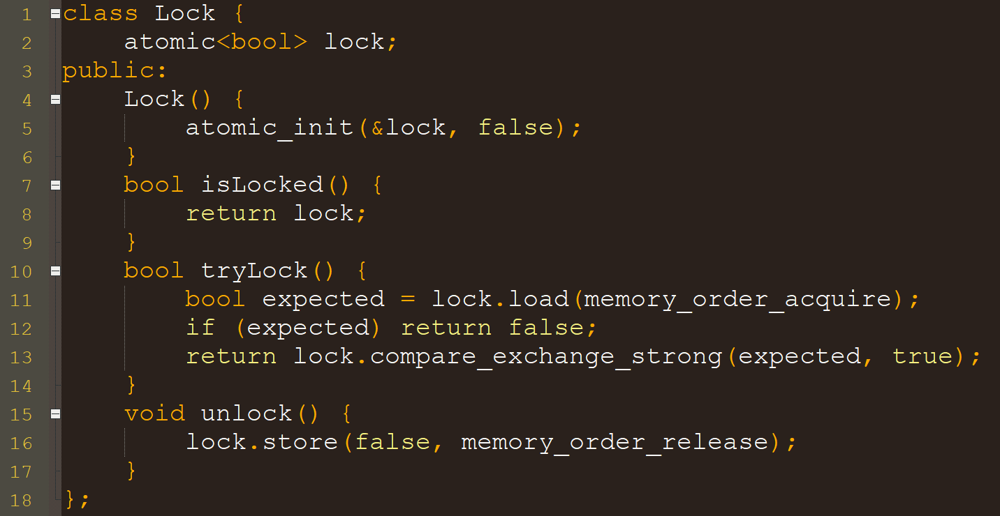 1 class Lock {
2 atomic<bool> lock;
3 public:
4 Lock() {
5 atomic_init(&lock, false);
6 }
7 bool isLocked() {
8 return lock;
9 }
10 bool tryLock() {
11 bool expected = lock.load(memory_order_acquire);
12 if (expected) return false;
13 return lock.compare_exchange_strong(expected, true);
14 }
15 void unlock() {
16 lock.store(false, memory_order_release);
17 }
18 };